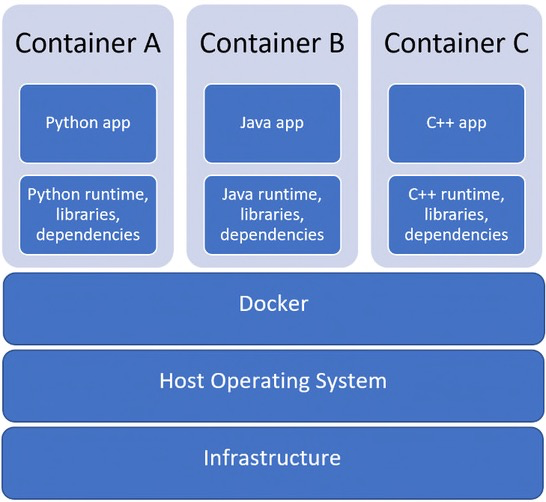 Container A
Container B
Container C
Python app
Java app
C++ app
Python runtime,
libraries,
dependencies
Java runtime,
libraries,
dependencies
C++ runtime,
libraries,
dependencies
Docker
Host Operating System
Infrastructure